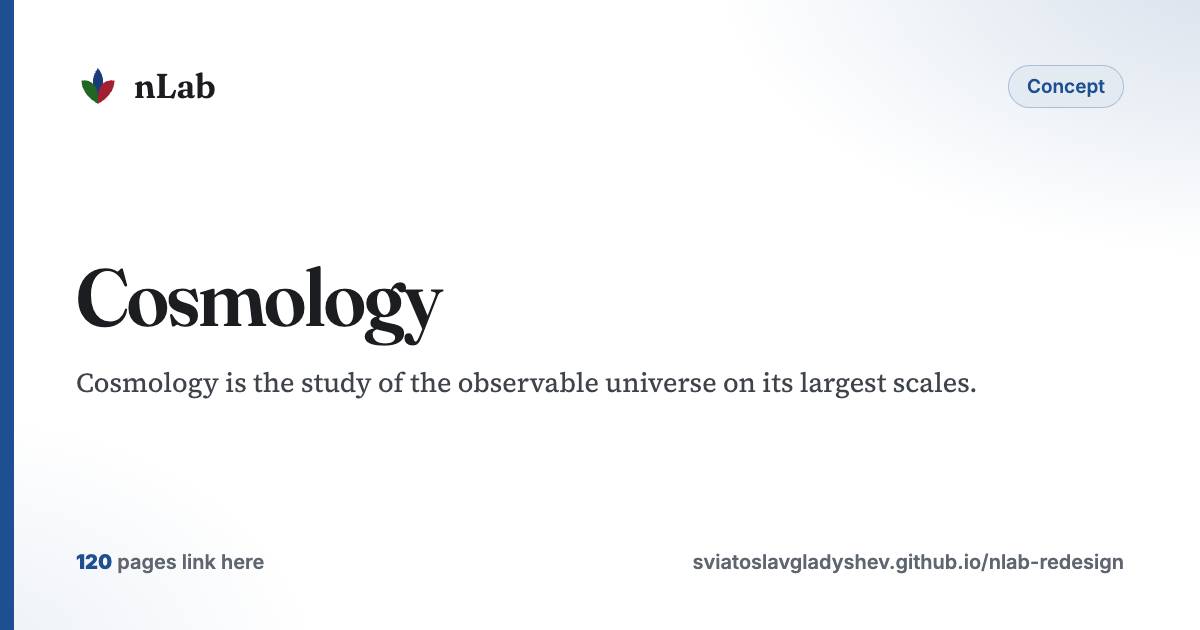 nLab
Concept
Cosmology
Cosmology is the study of the observable universe on its largest scales.
120 pages link here
sviatoslavgladyshev.github.io/nlab-redesign